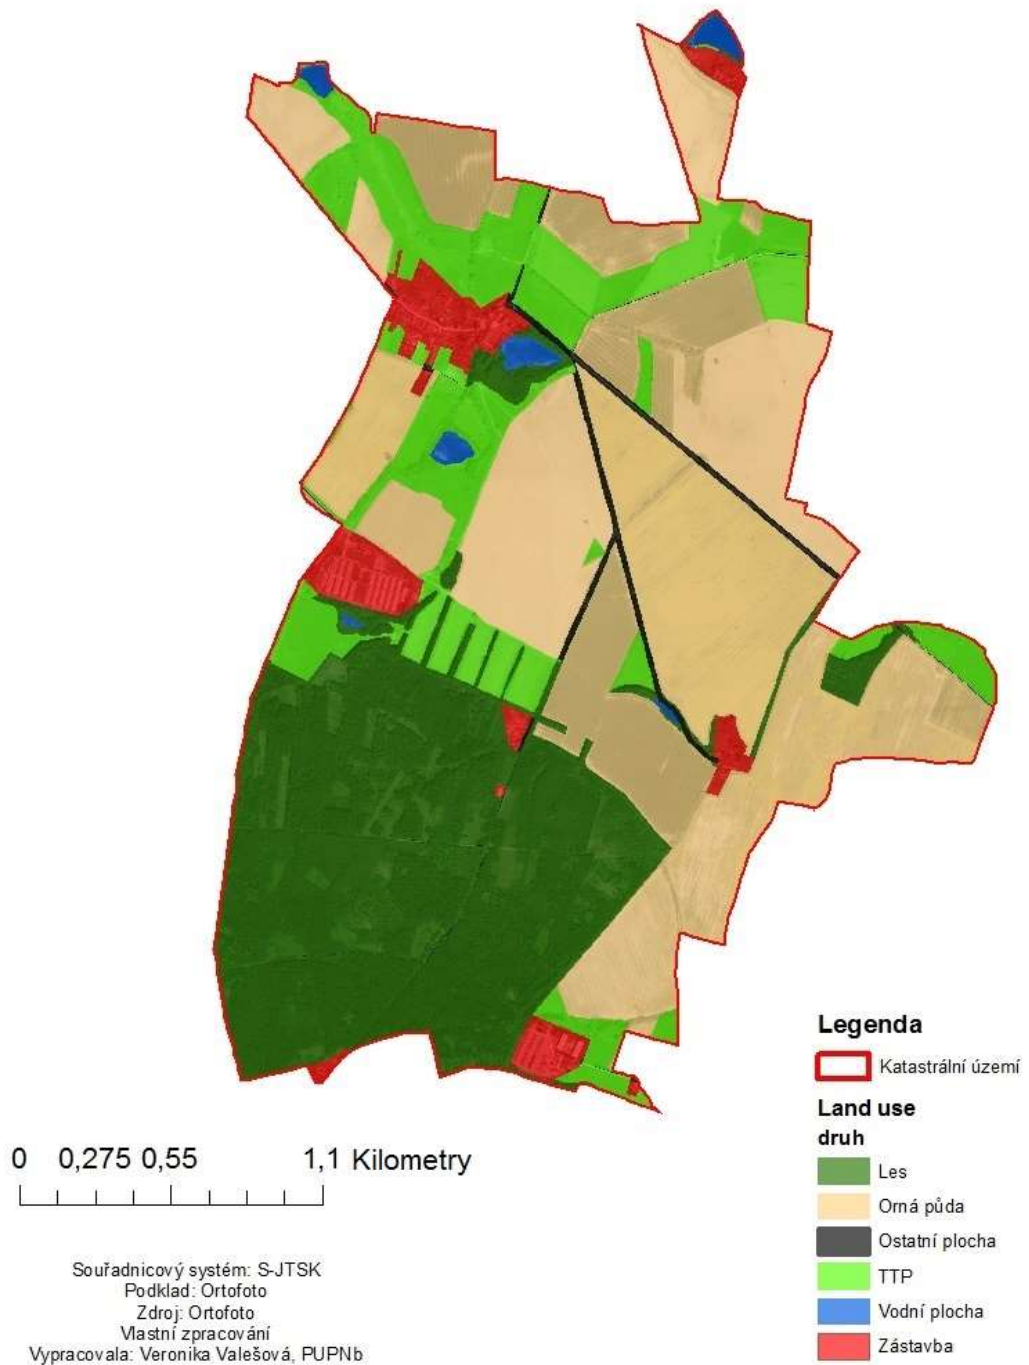 Legenda
Katastrální území
Land use
druh
Les
Orná půda
Ostatní plocha
TTP
Vodní plocha
Zástavba
0 0,275 0,55 1,1 Kilometry
Souřadnicový systém: S-JTSK
Podklad: Ortofoto
Zdroj: Ortofoto
Vlastní zpracování
Vypracovala: Veronika Valešová, PUPNb